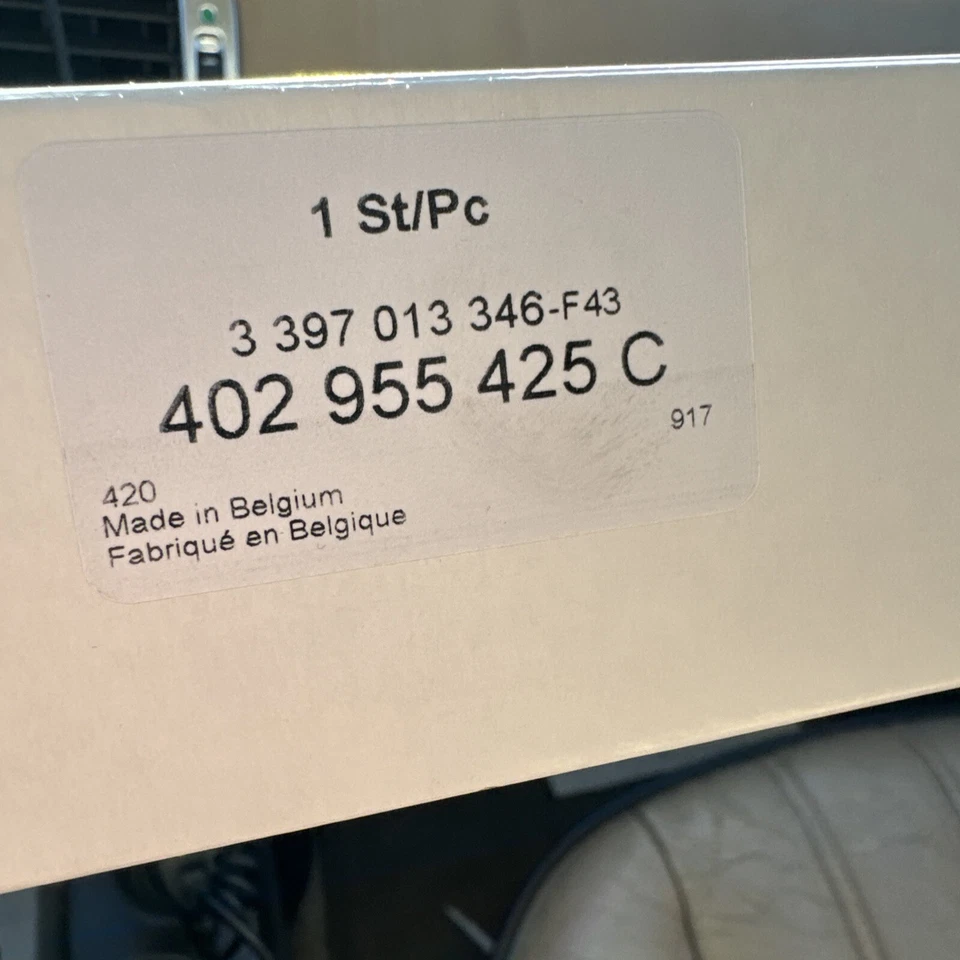 1 St/Pc
3 397 013 346-F43
402 955 425 C
917
420
Made in Belgium
Fabriqué en Belgique